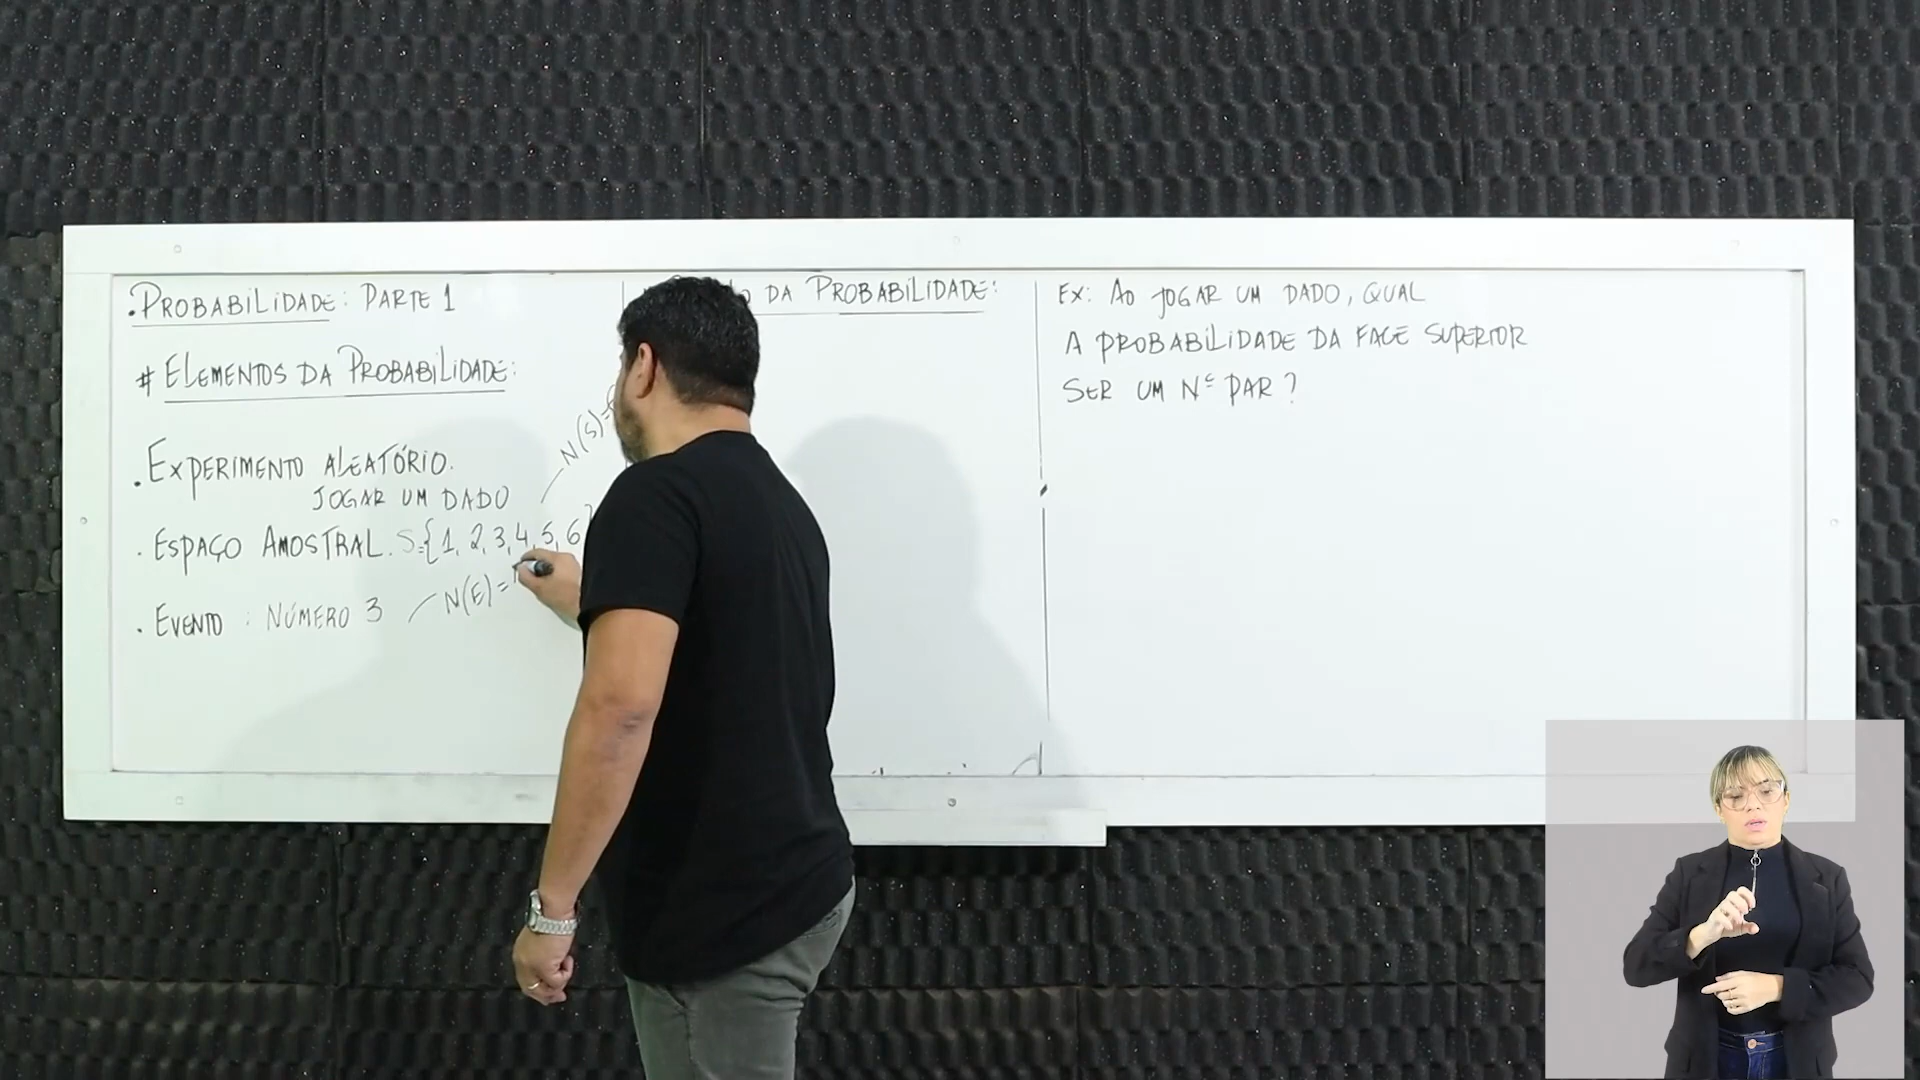 .PROBABILIDADE: PARTE 1
# ELEMENTOS DA PROBABILIDADE:
. EXPERIMENTO ALEATÓRIO.
JOGAR UM DADO
N(S)=
. ESPAÇO AMOSTRAL. S={1, 2, 3, 4, 5, 6}
. EVENTO : NÚMERO 3
N(E)=
DA PROBABILIDADE:
EX: AO JOGAR UM DADO, QUAL
A PROBABILIDADE DA FACE SUPERIOR
SER UM Nº PAR ?